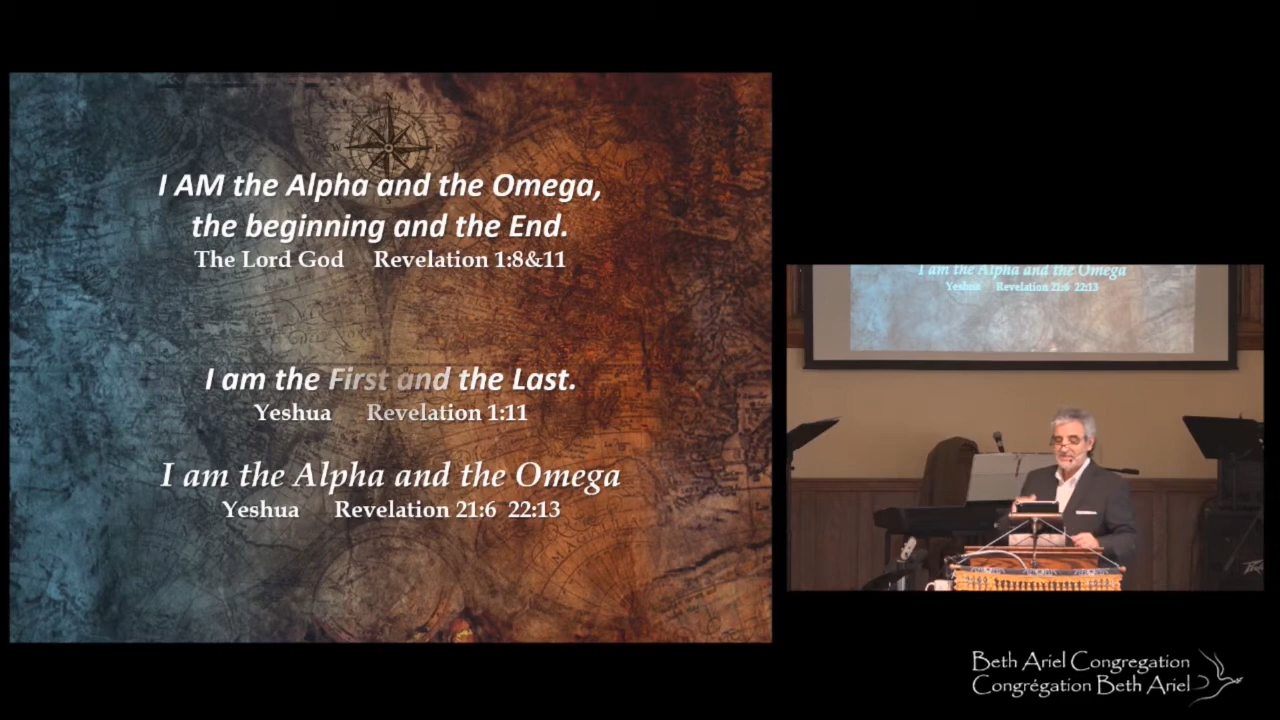 I AM the Alpha and the Omega,
the beginning and the End.
The Lord God Revelation 1:8&11
I am the First and the Last.
Yeshua Revelation 1:11
I am the Alpha and the Omega
Yeshua Revelation 21:6 22:13
I am the Alpha and the Omega
Yeshua Revelation 21:6 22:13
Beth Ariel Congregation
Congrégation Beth Ariel